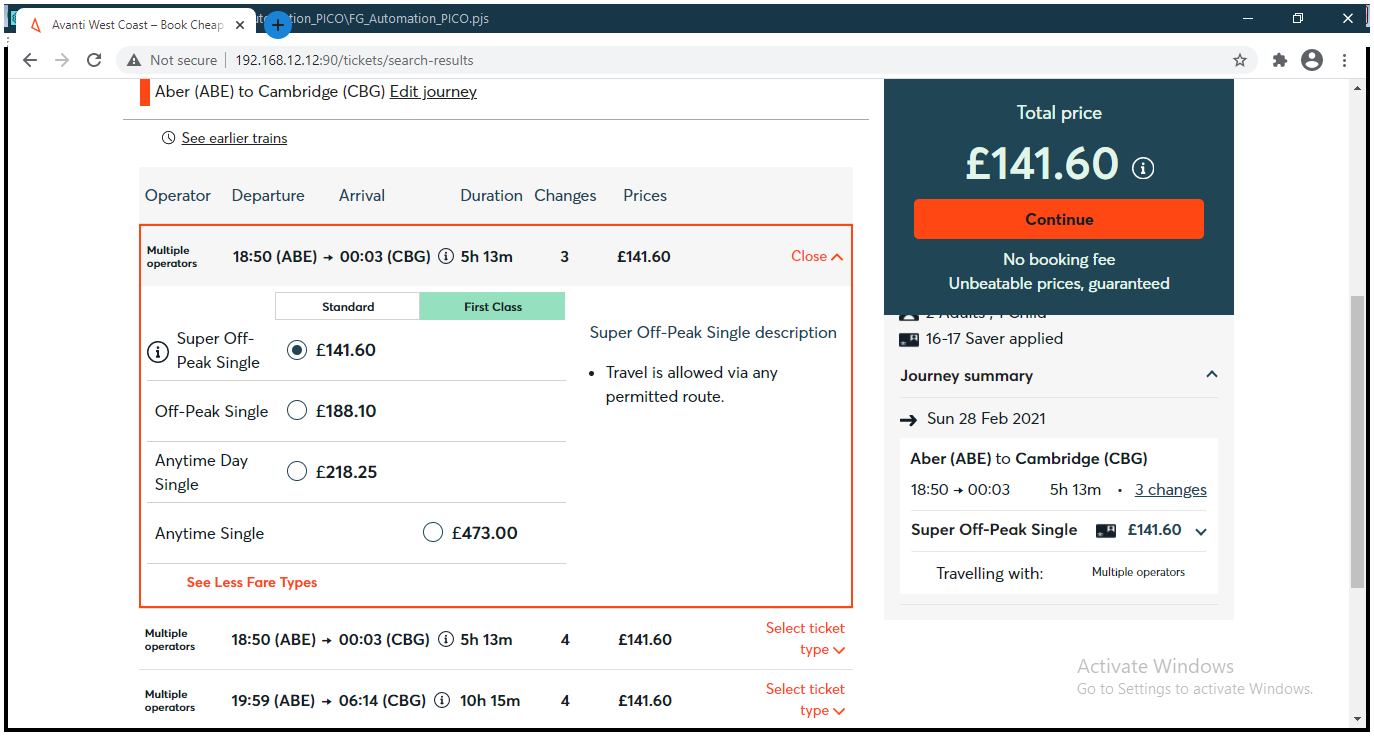 Avanti West Coast – Book Cheap
utomation_PICO\FG_Automation_PICO.pjs
Not secure
192.168.12.12:90/tickets/search-results
Aber (ABE) to Cambridge (CBG) Edit journey
See earlier trains
Operator Departure Arrival Duration Changes Prices
Multiple
operators
18:50 (ABE) → 00:03 (CBG) 5h 13m 3 £141.60 Close
Standard First Class
Super Off-
Peak Single
£141.60
Off-Peak Single £188.10
Anytime Day
Single
£218.25
Anytime Single £473.00
See Less Fare Types
Super Off-Peak Single description
• Travel is allowed via any
permitted route.
Multiple
operators
18:50 (ABE) → 00:03 (CBG) 5h 13m 4 £141.60
Select ticket
type
Multiple
operators
19:59 (ABE) → 06:14 (CBG) 10h 15m 4 £141.60
Select ticket
type
Total price
£141.60
Continue
No booking fee
Unbeatable prices, guaranteed
2 Adults , 1 Child
16-17 Saver applied
Journey summary
→ Sun 28 Feb 2021
Aber (ABE) to Cambridge (CBG)
18:50 → 00:03 5h 13m • 3 changes
Super Off-Peak Single £141.60
Travelling with: Multiple operators
Activate Windows
Go to Settings to activate Windows.